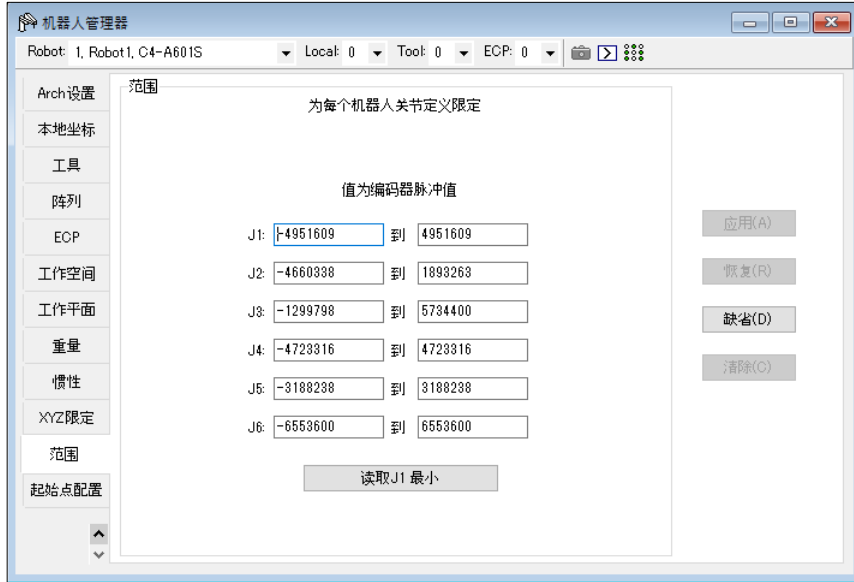 机器人管理器
Robot: 1, Robot1, C4-A601S Local: 0 Tool: 0 ECP: 0
Arch设置
本地坐标
工具
阵列
ECP
工作空间
工作平面
重量
惯性
XYZ限定
范围
起始点配置
范围
为每个机器人关节定义限定
值为编码器脉冲值
J1: -4951609 到 4951609
J2: -4660338 到 1893263
J3: -1299798 到 5734400
J4: -4723316 到 4723316
J5: -3188238 到 3188238
J6: -6553600 到 6553600
读取J1 最小
应用(A)
恢复(R)
缺省(D)
清除(C)